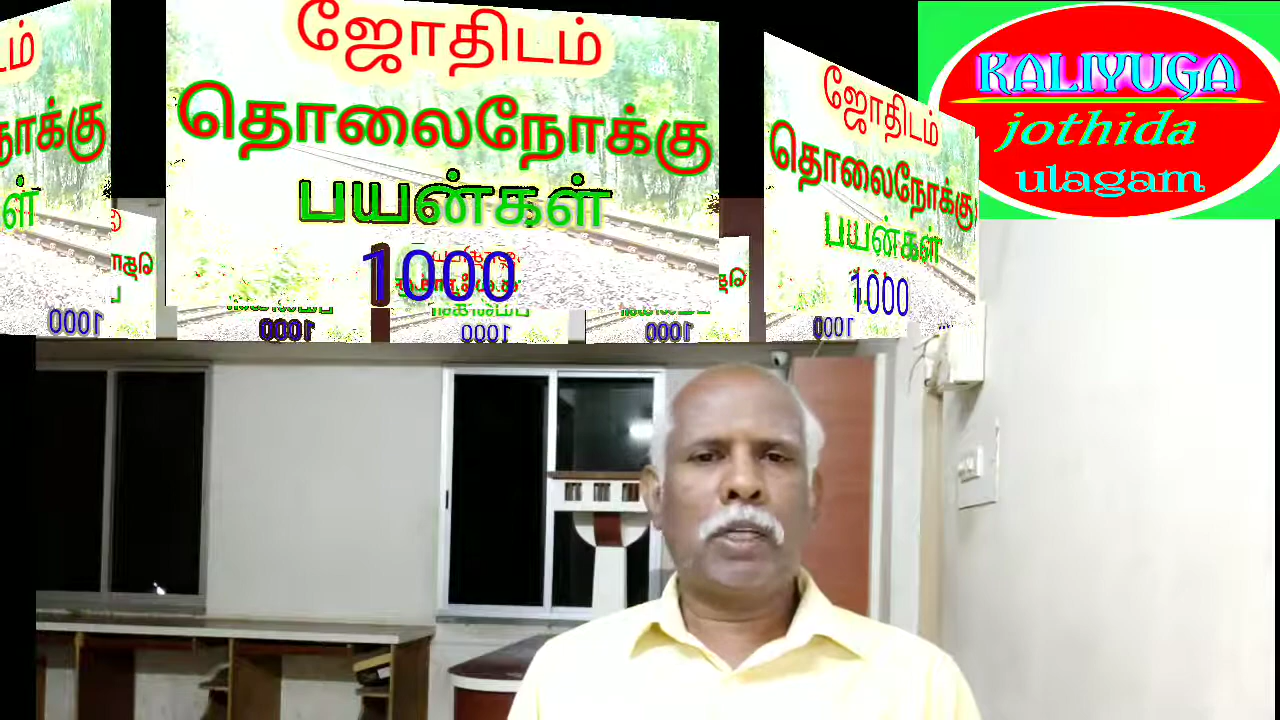 ஜோதிடம்
தொலைநோக்கு
பயன்கள்
1000
ஜோதிடம்
தொலைநோக்கு
பயன்கள்
1000
KALIYUGA
jothida
ulagam